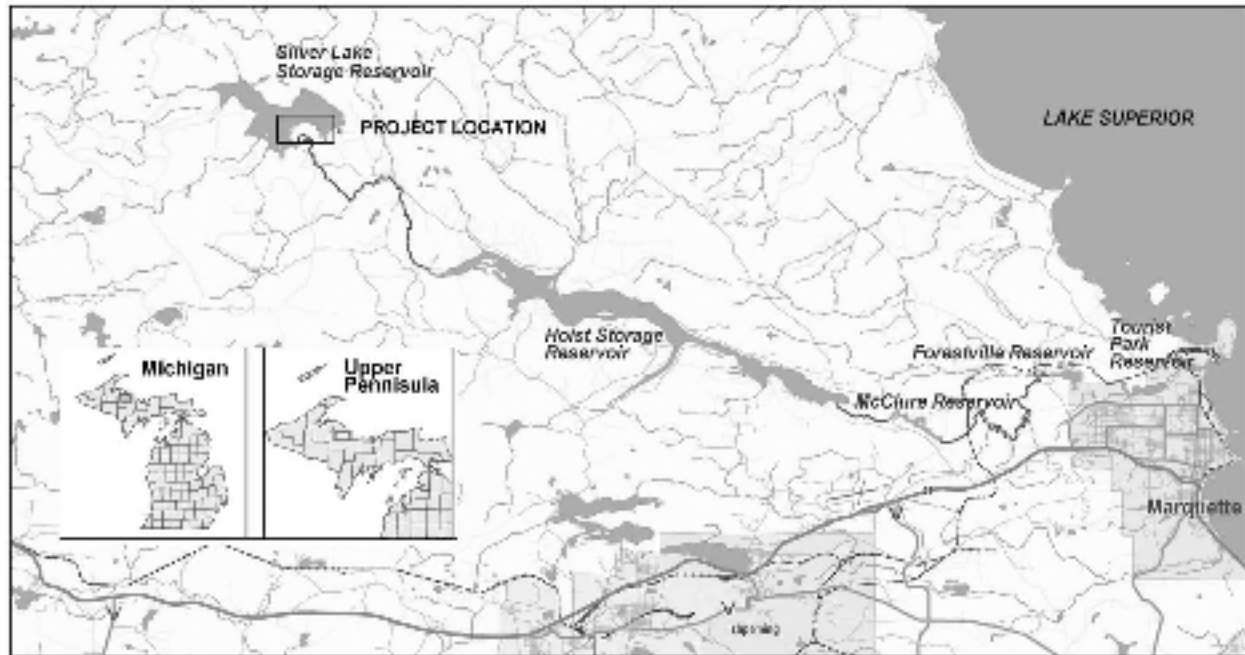 Silver Lake
Storage Reservoir
PROJECT LOCATION
LAKE SUPERIOR
Holst Storage
Reservoir
Forestville Reservoir
Tourist
Park
Reservoir
McClure Reservoir
Michigan
Upper
Pennisula
Marquette